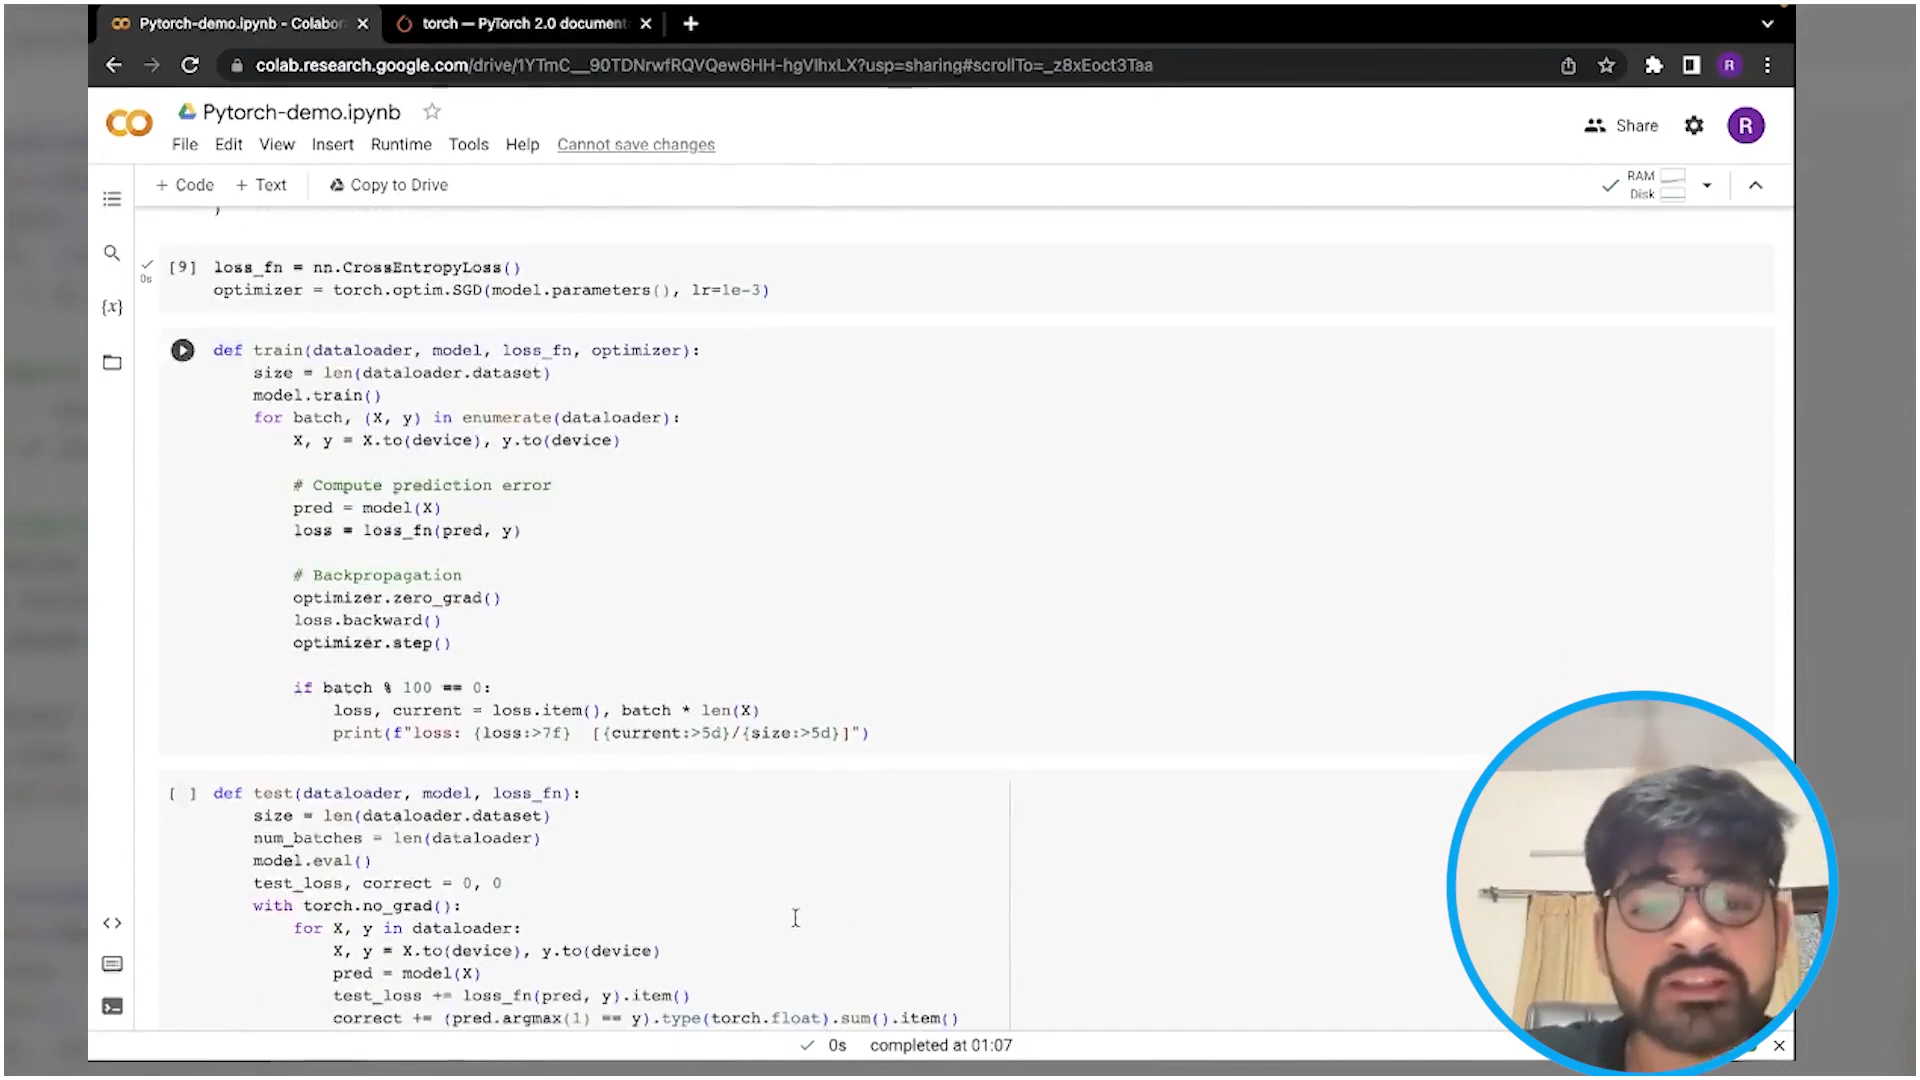 Pytorch-demo.ipynb - Colabor
torch — PyTorch 2.0 document
colab.research.google.com/drive/1YTmC__90TDNrwfRQVQew6HH-hgVlhxLX?usp=sharing#scrollTo=_z8xEoct3Taa
R
Pytorch-demo.ipynb
File Edit View Insert Runtime Tools Help Cannot save changes
Share
R
+ Code + Text Copy to Drive
RAM
Disk
)
[9] loss_fn = nn.CrossEntropyLoss()
0s
optimizer = torch.optim.SGD(model.parameters(), lr=1e-3)
{x}
def train(dataloader, model, loss_fn, optimizer):
size = len(dataloader.dataset)
model.train()
for batch, (X, y) in enumerate(dataloader):
X, y = X.to(device), y.to(device)
# Compute prediction error
pred = model(X)
loss = loss_fn(pred, y)
# Backpropagation
optimizer.zero_grad()
loss.backward()
optimizer.step()
if batch % 100 == 0:
loss, current = loss.item(), batch * len(X)
print(f"loss: {loss:>7f}  [{current:>5d}/{size:>5d}]")
[ ] def test(dataloader, model, loss_fn):
size = len(dataloader.dataset)
num_batches = len(dataloader)
model.eval()
test_loss, correct = 0, 0
with torch.no_grad():
for X, y in dataloader:
X, y = X.to(device), y.to(device)
pred = model(X)
test_loss += loss_fn(pred, y).item()
correct += (pred.argmax(1) == y).type(torch.float).sum().item()
0s completed at 01:07